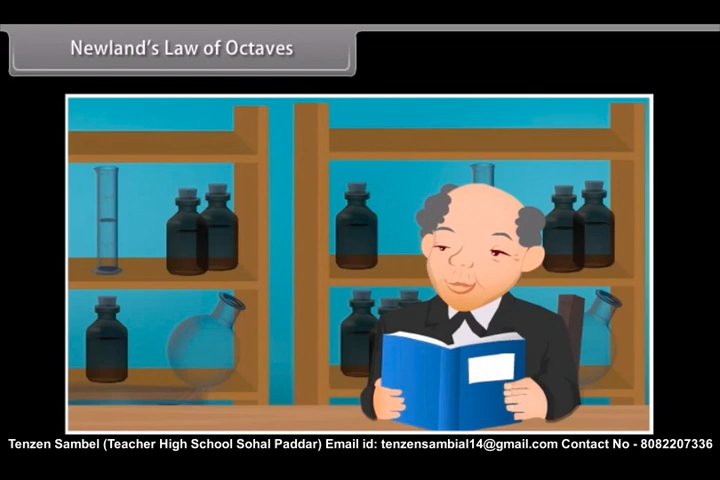 Newland's Law of Octaves
Tenzen Sambel (Teacher High School Sohal Paddar) Email id: tenzensambial14@gmail.com Contact No - 8082207336